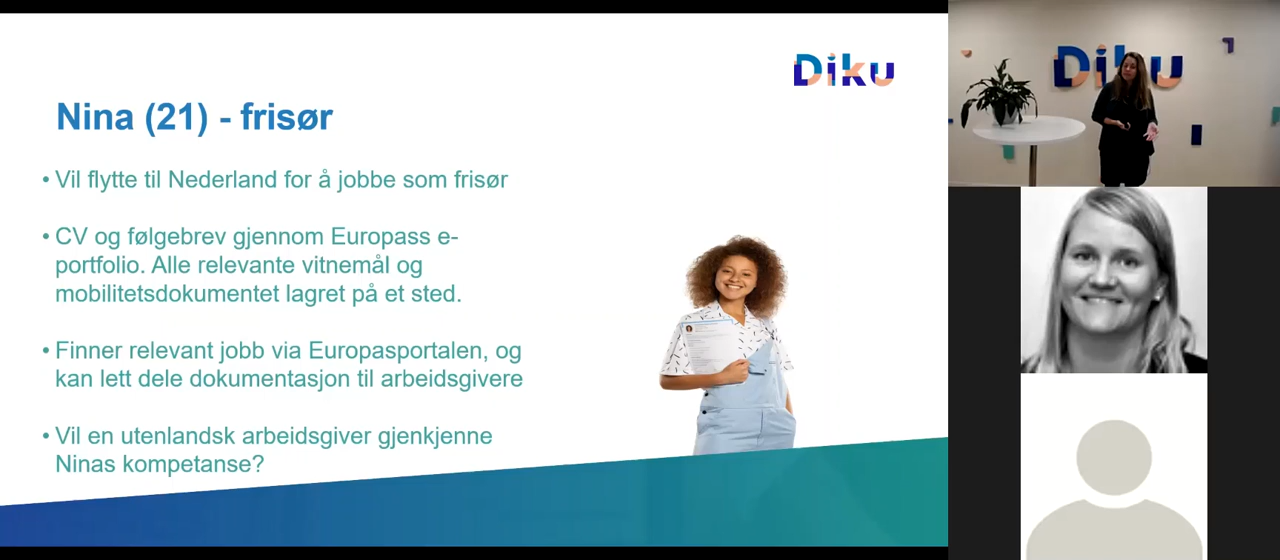 Diku
Nina (21) - frisør
• Vil flytte til Nederland for å jobbe som frisør
• CV og følgebrev gjennom Europass e-
portfolio. Alle relevante vitnemål og
mobilitetsdokumentet lagret på et sted.
• Finner relevant jobb via Europasportalen, og
kan lett dele dokumentasjon til arbeidsgivere
• Vil en utenlandsk arbeidsgiver gjenkjenne
Ninas kompetanse?
Diku